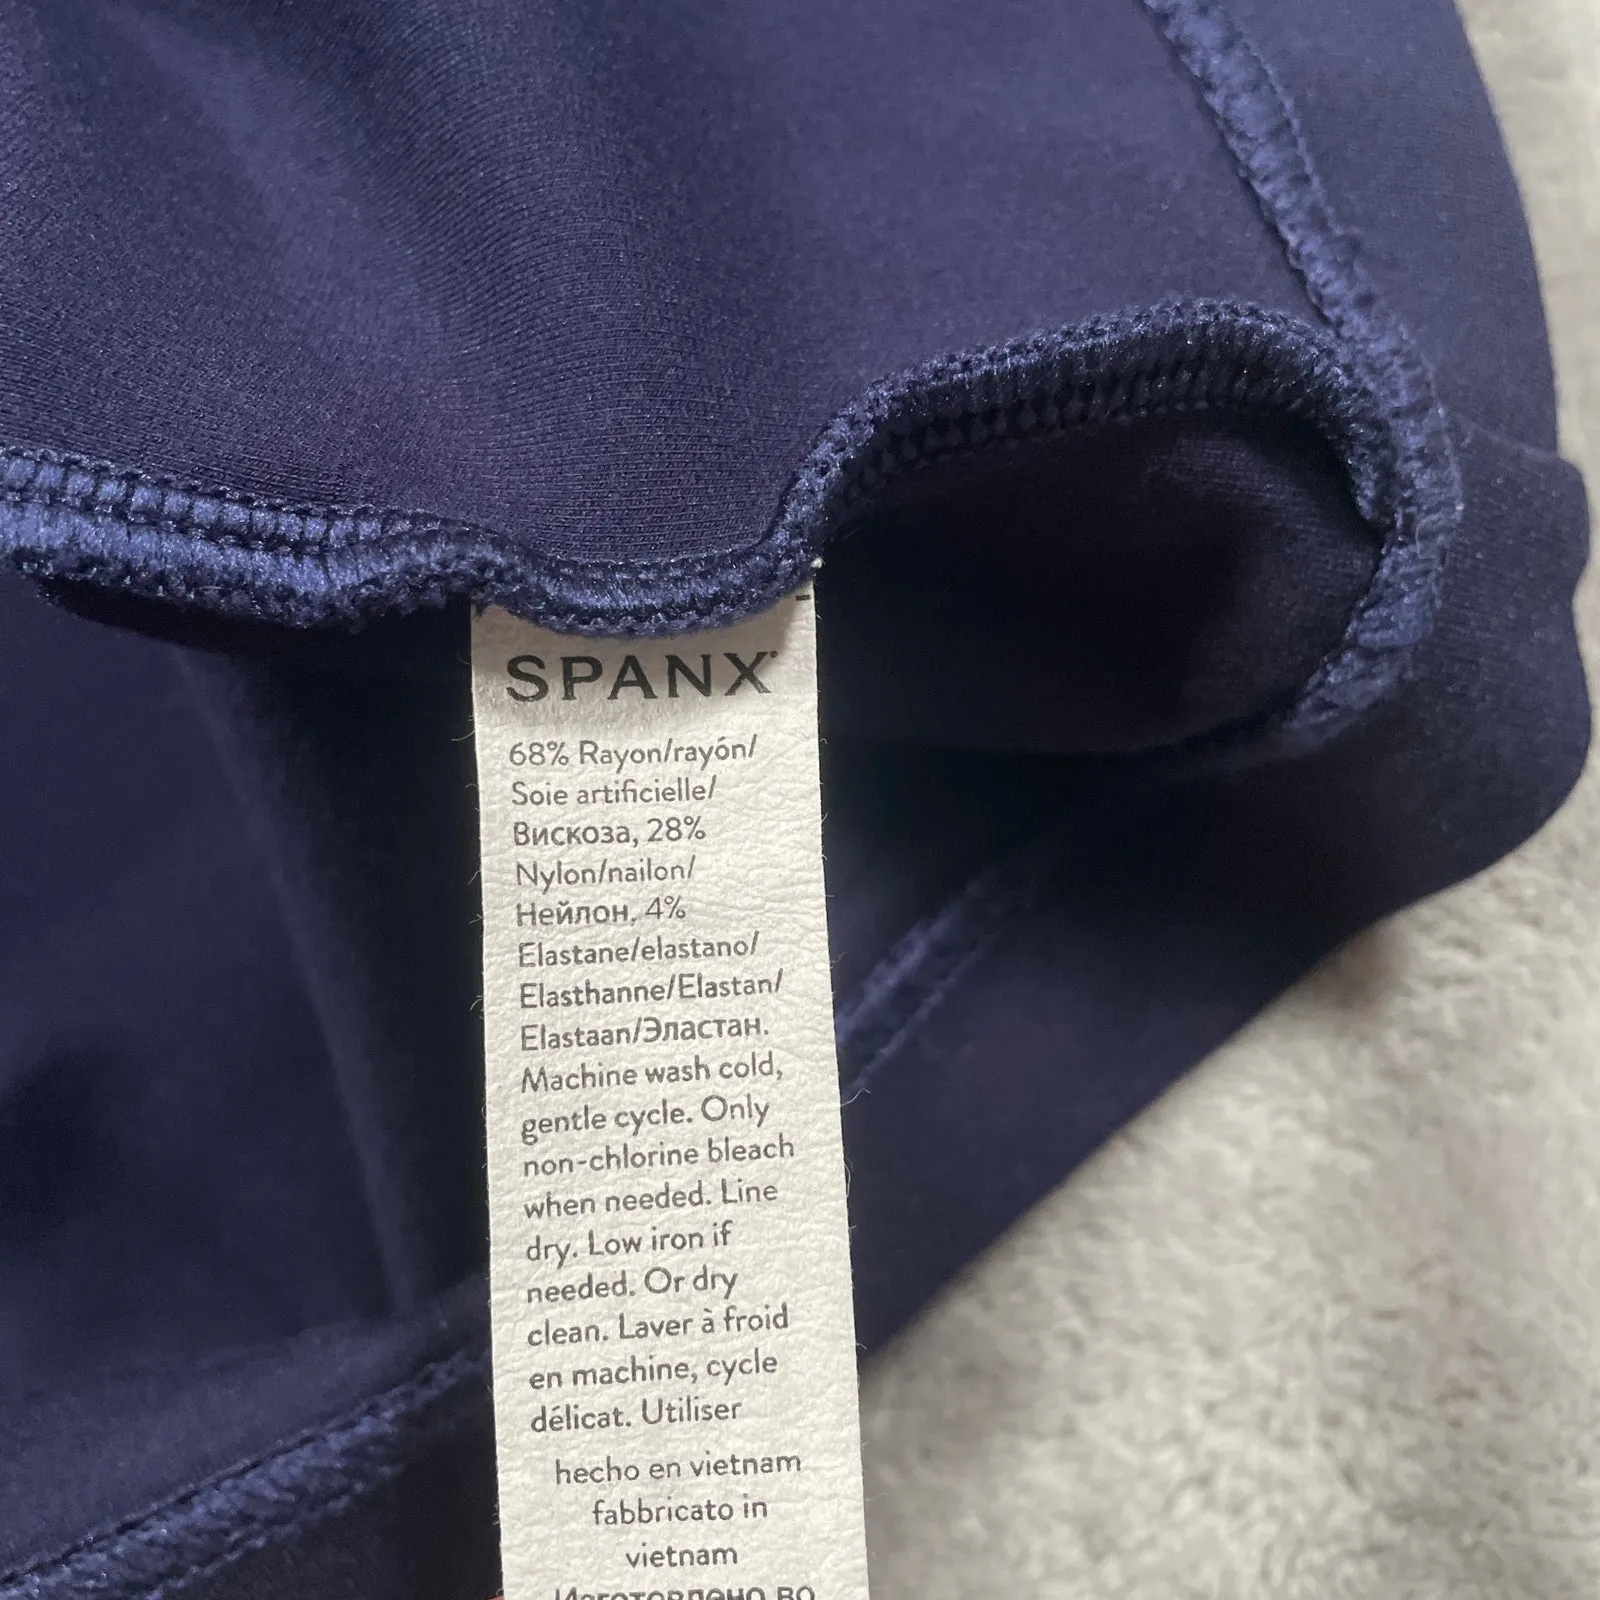 SPANX
68% Rayon/rayón/
Soie artificielle/
Вискоза, 28%
Nylon/nailon/
Нейлон, 4%
Elastane/elastano/
Elasthanne/Elastan/
Elastaan/Эластан.
Machine wash cold,
gentle cycle. Only
non-chlorine bleach
when needed. Line
dry. Low iron if
needed. Or dry
clean. Laver à froid
en machine, cycle
délicat. Utiliser
hecho en vietnam
fabbricato in
vietnam
Изготовлено во